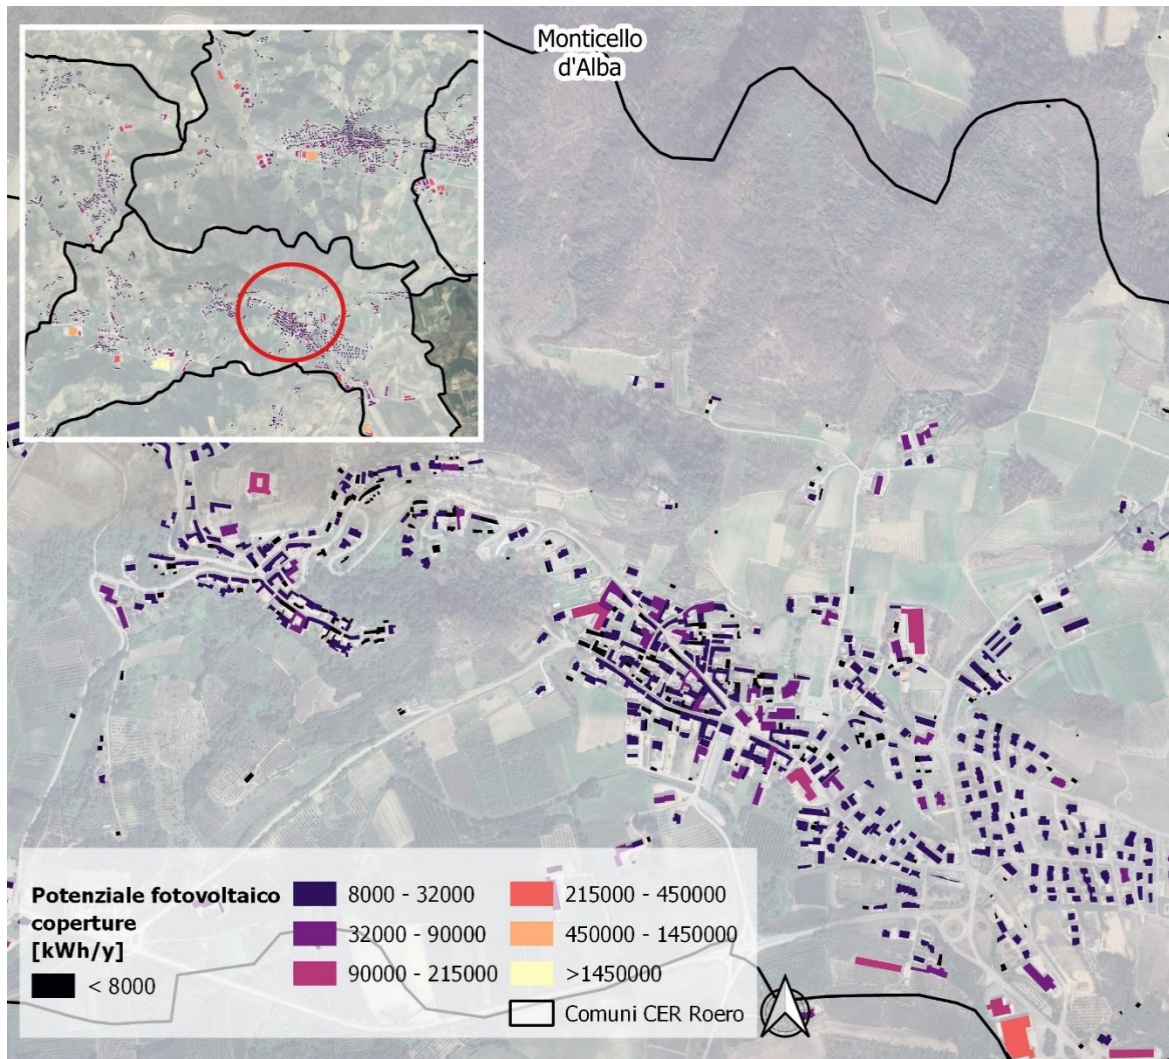 Monticello
d'Alba
Potenziale fotovoltaico
coperture
[kWh/y]
< 8000
8000 - 32000
32000 - 90000
90000 - 215000
215000 - 450000
450000 - 1450000
>1450000
Comuni CER Roero